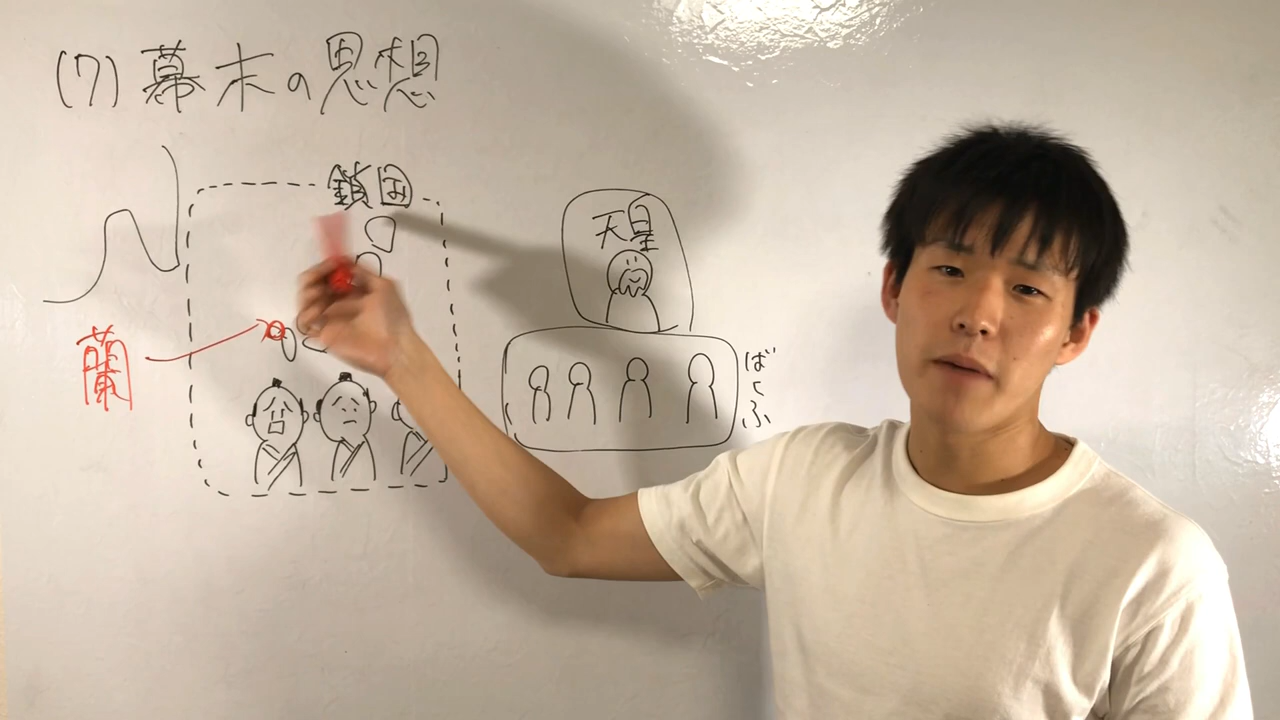 (7) 幕末の思想
鎖国
天皇
蘭
ばくふ